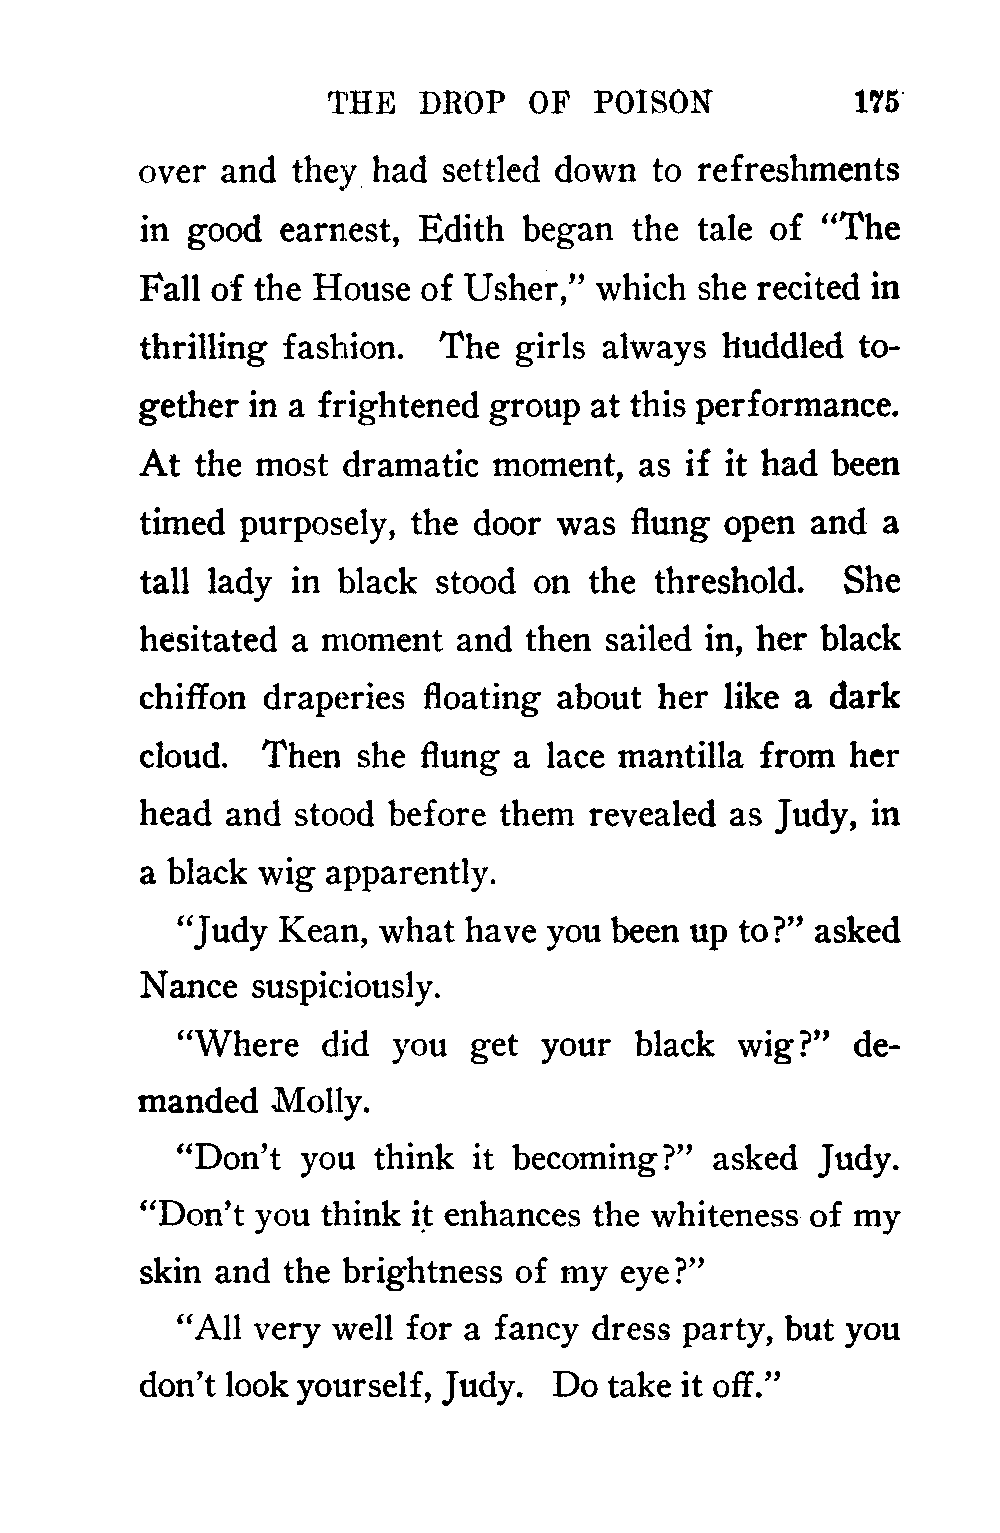 THE DROP OF POISON 175
over and they had settled down to refreshments
in good earnest, Edith began the tale of “The
Fall of the House of Usher,” which she recited in
thrilling fashion. The girls always huddled to-
gether in a frightened group at this performance.
At the most dramatic moment, as if it had been
timed purposely, the door was flung open and a
tall lady in black stood on the threshold. She
hesitated a moment and then sailed in, her black
chiffon draperies floating about her like a dark
cloud. Then she flung a lace mantilla from her
head and stood before them revealed as Judy, in
a black wig apparently.
“Judy Kean, what have you been up to?” asked
Nance suspiciously.
“Where did you get your black wig?” de-
manded Molly.
“Don’t you think it becoming?” asked Judy.
“Don’t you think it enhances the whiteness of my
skin and the brightness of my eye?”
“All very well for a fancy dress party, but you
don’t look yourself, Judy. Do take it off.”